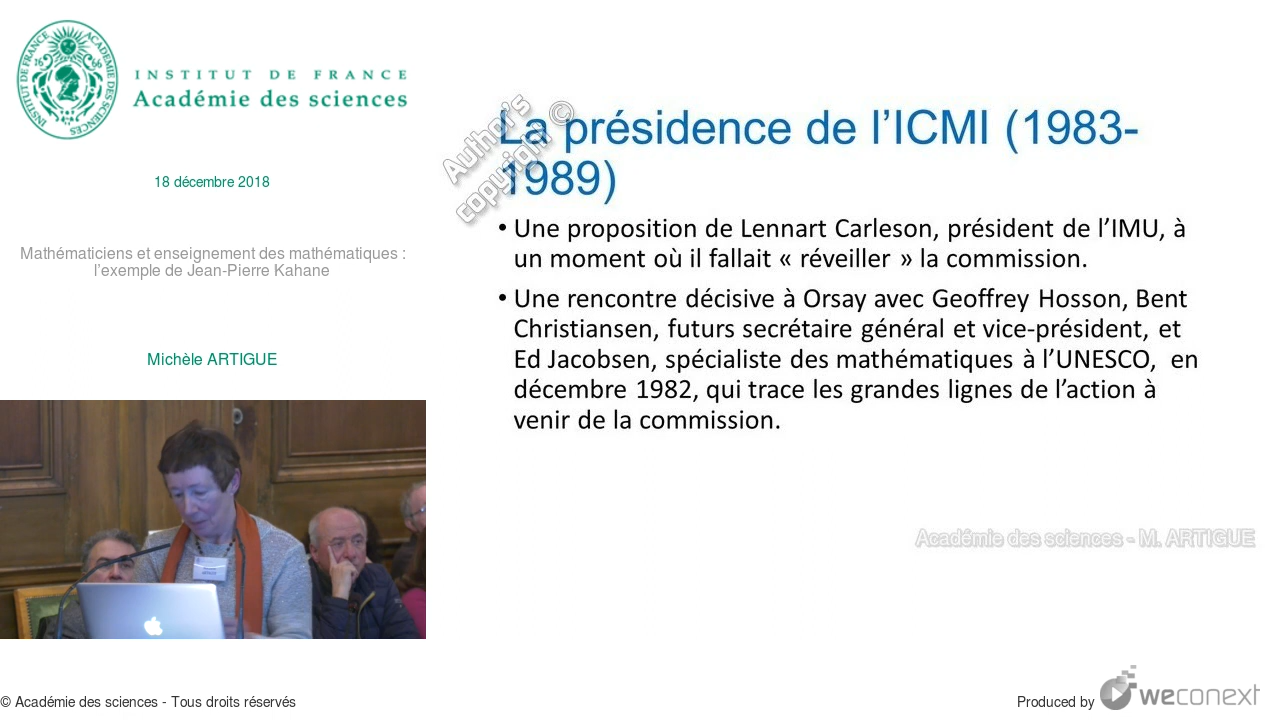 INSTITUT DE FRANCE
Académie des sciences
18 décembre 2018
Mathématiciens et enseignement des mathématiques :
l'exemple de Jean-Pierre Kahane
Michèle ARTIGUE
Author's
copyright ©
La présidence de l'ICMI (1983-
1989)
• Une proposition de Lennart Carleson, président de l'IMU, à
un moment où il fallait « réveiller » la commission.
• Une rencontre décisive à Orsay avec Geoffrey Hosson, Bent
Christiansen, futurs secrétaire général et vice-président, et
Ed Jacobsen, spécialiste des mathématiques à l'UNESCO, en
décembre 1982, qui trace les grandes lignes de l'action à
venir de la commission.
Académie des sciences - M. ARTIGUE
© Académie des sciences - Tous droits réservés
Produced by weconext